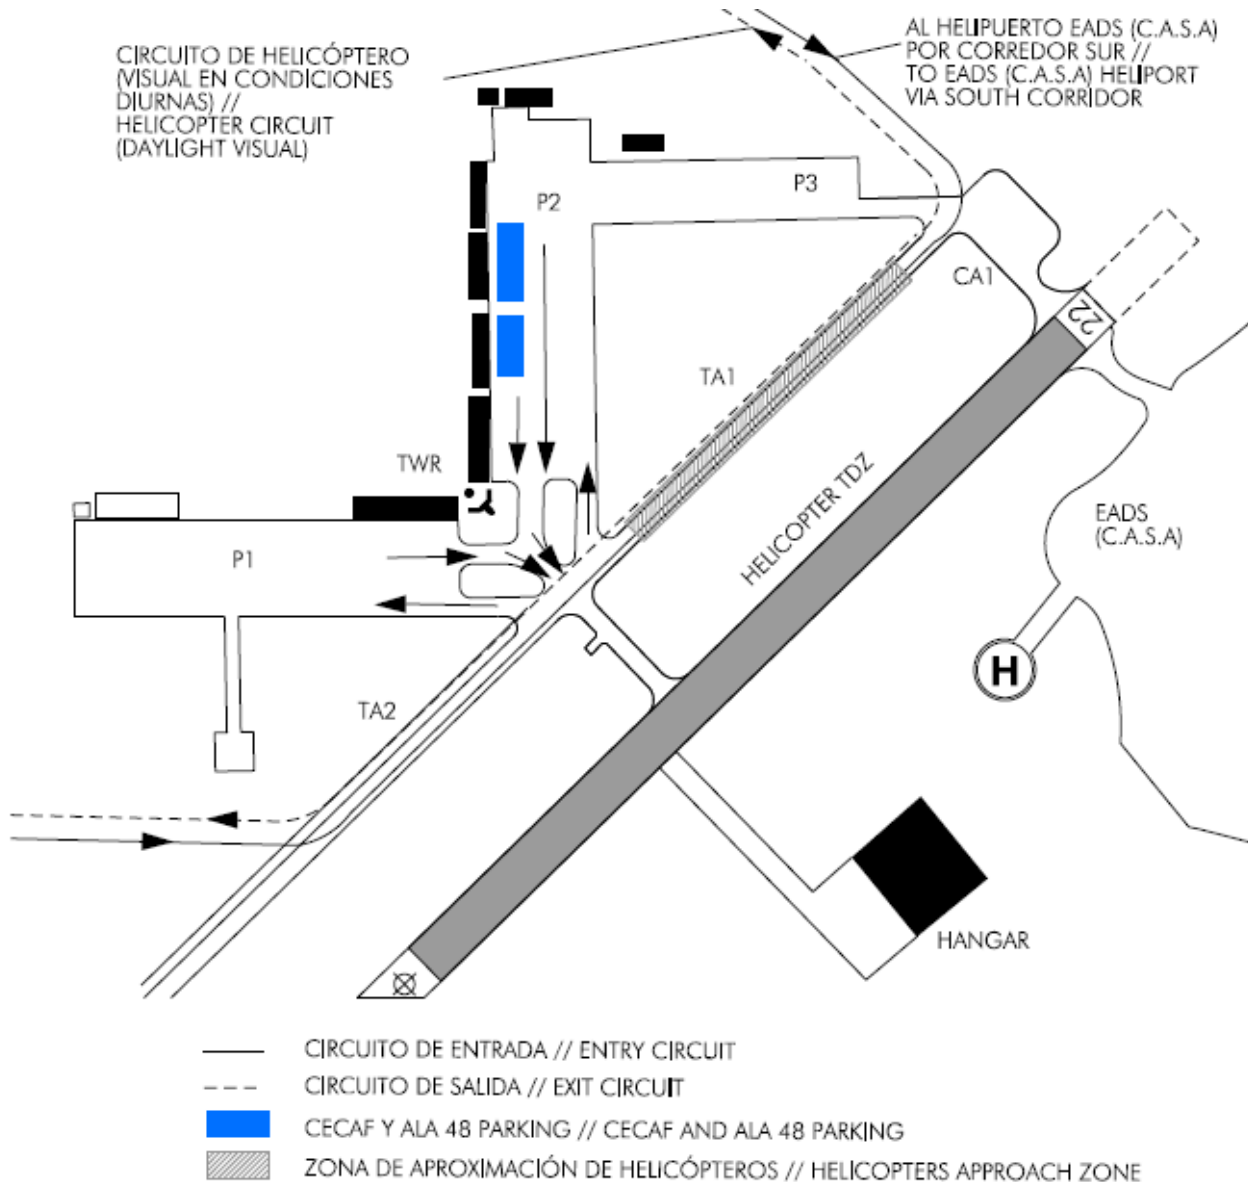 CIRCUITO DE HELICÓPTERO
(VISUAL EN CONDICIONES
DIURNAS) //
HELICOPTER CIRCUIT
(DAYLIGHT VISUAL)
AL HELIPUERTO EADS (C.A.S.A)
POR CORREDOR SUR //
TO EADS (C.A.S.A) HELIPORT
VIA SOUTH CORRIDOR
P3
P2
CA1
22
TA1
TWR
HELICOPTER TDZ
EADS
(C.A.S.A)
P1
H
TA2
HANGAR
CIRCUITO DE ENTRADA // ENTRY CIRCUIT
CIRCUITO DE SALIDA // EXIT CIRCUIT
CECAF Y ALA 48 PARKING // CECAF AND ALA 48 PARKING
ZONA DE APROXIMACIÓN DE HELICÓPTEROS // HELICOPTERS APPROACH ZONE